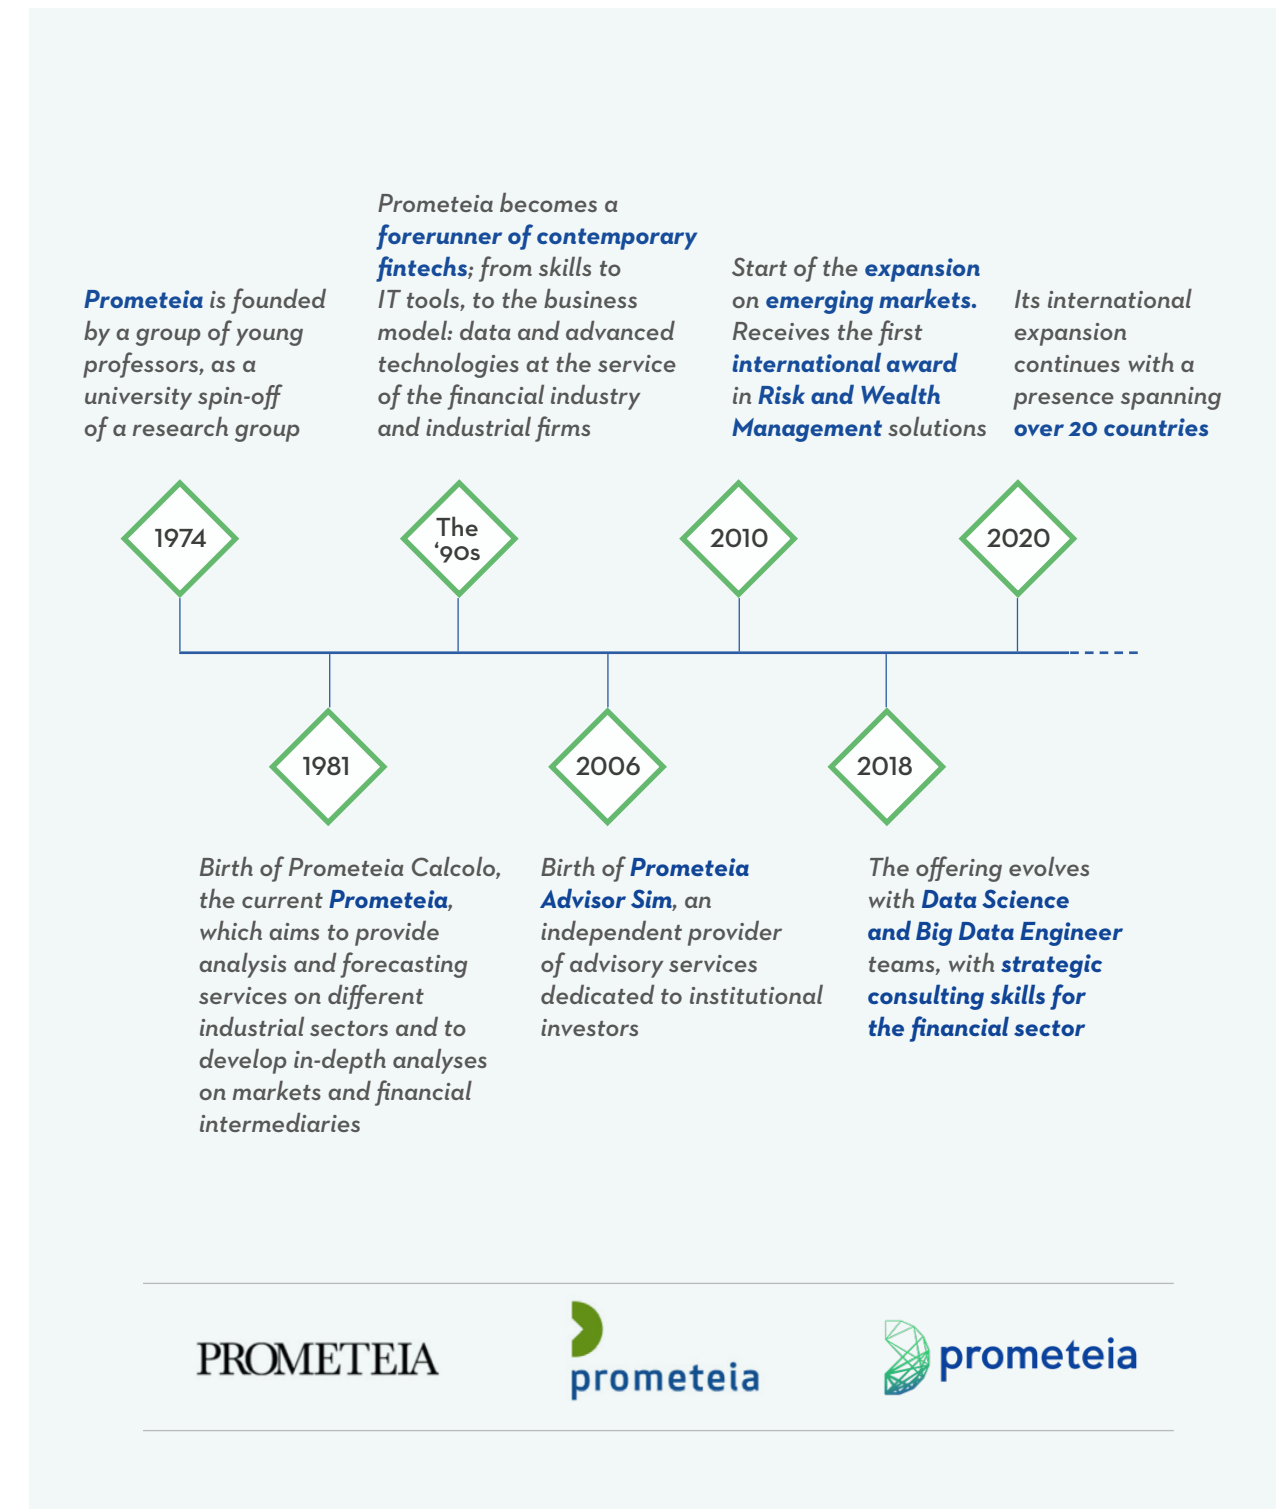 Prometeia is founded
by a group of young
professors, as a
university spin-off
of a research group
Prometeia becomes a
forerunner of contemporary
fintechs; from skills to
IT tools, to the business
model: data and advanced
technologies at the service
of the financial industry
and industrial firms
Start of the expansion
on emerging markets.
Receives the first
international award
in Risk and Wealth
Management solutions
Its international
expansion
continues with a
presence spanning
over 20 countries
1974
The
‘90s
2010
2020
1981
2006
2018
Birth of Prometeia Calcolo,
the current Prometeia,
which aims to provide
analysis and forecasting
services on different
industrial sectors and to
develop in-depth analyses
on markets and financial
intermediaries
Birth of Prometeia
Advisor Sim, an
independent provider
of advisory services
dedicated to institutional
investors
The offering evolves
with Data Science
and Big Data Engineer
teams, with strategic
consulting skills for
the financial sector
PROMETEIA
prometeia
prometeia